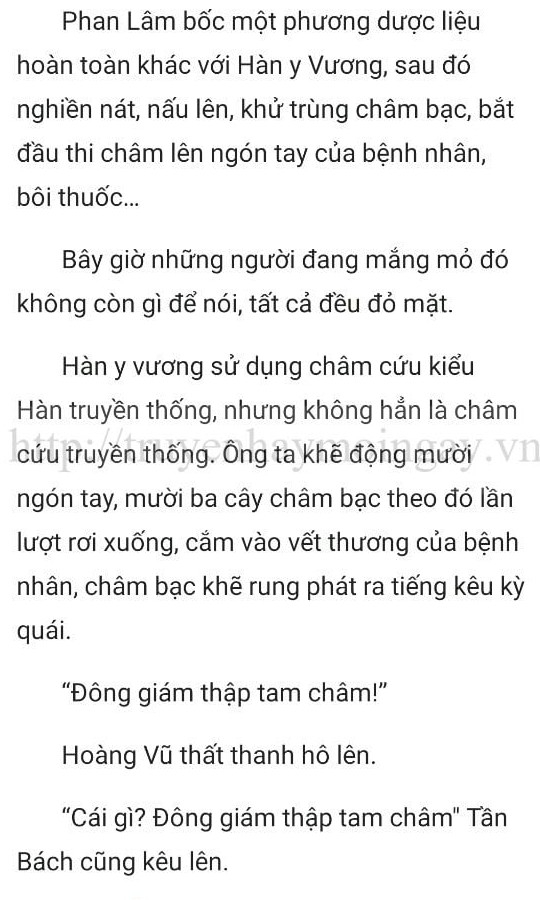 Phan Lâm bốc một phương dược liệu
hoàn toàn khác với Hàn y Vương, sau đó
nghiền nát, nấu lên, khử trùng châm bạc, bắt
đầu thi châm lên ngón tay của bệnh nhân,
bôi thuốc...
Bây giờ những người đang mắng mỏ đó
không còn gì để nói, tất cả đều đỏ mặt.
Hàn y vương sử dụng châm cứu kiểu
Hàn truyền thống, nhưng không hẳn là châm
http://truyenhaymoingay.vn
cứu truyền thống. Ông ta khẽ động mười
ngón tay, mười ba cây châm bạc theo đó lần
lượt rơi xuống, cắm vào vết thương của bệnh
nhân, châm bạc khẽ rung phát ra tiếng kêu kỳ
quái.
“Đông giám thập tam châm!”
Hoàng Vũ thất thanh hô lên.
“Cái gì? Đông giám thập tam châm" Tần
Bách cũng kêu lên.